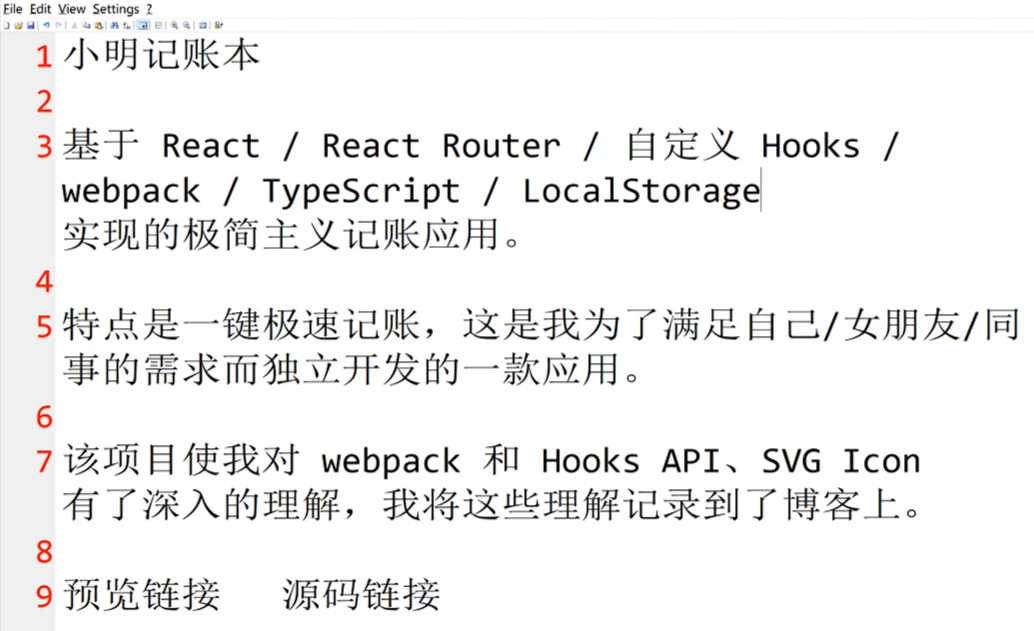 File Edit View Settings ?
1 小明记账本
2
3 基于 React / React Router / 自定义 Hooks /
webpack / TypeScript / LocalStorage
实现的极简主义记账应用。
4
5 特点是一键极速记账，这是我为了满足自己/女朋友/同
事的需求而独立开发的一款应用。
6
7 该项目使我对 webpack 和 Hooks API、SVG Icon
有了深入的理解，我将这些理解记录到了博客上。
8
9 预览链接 源码链接